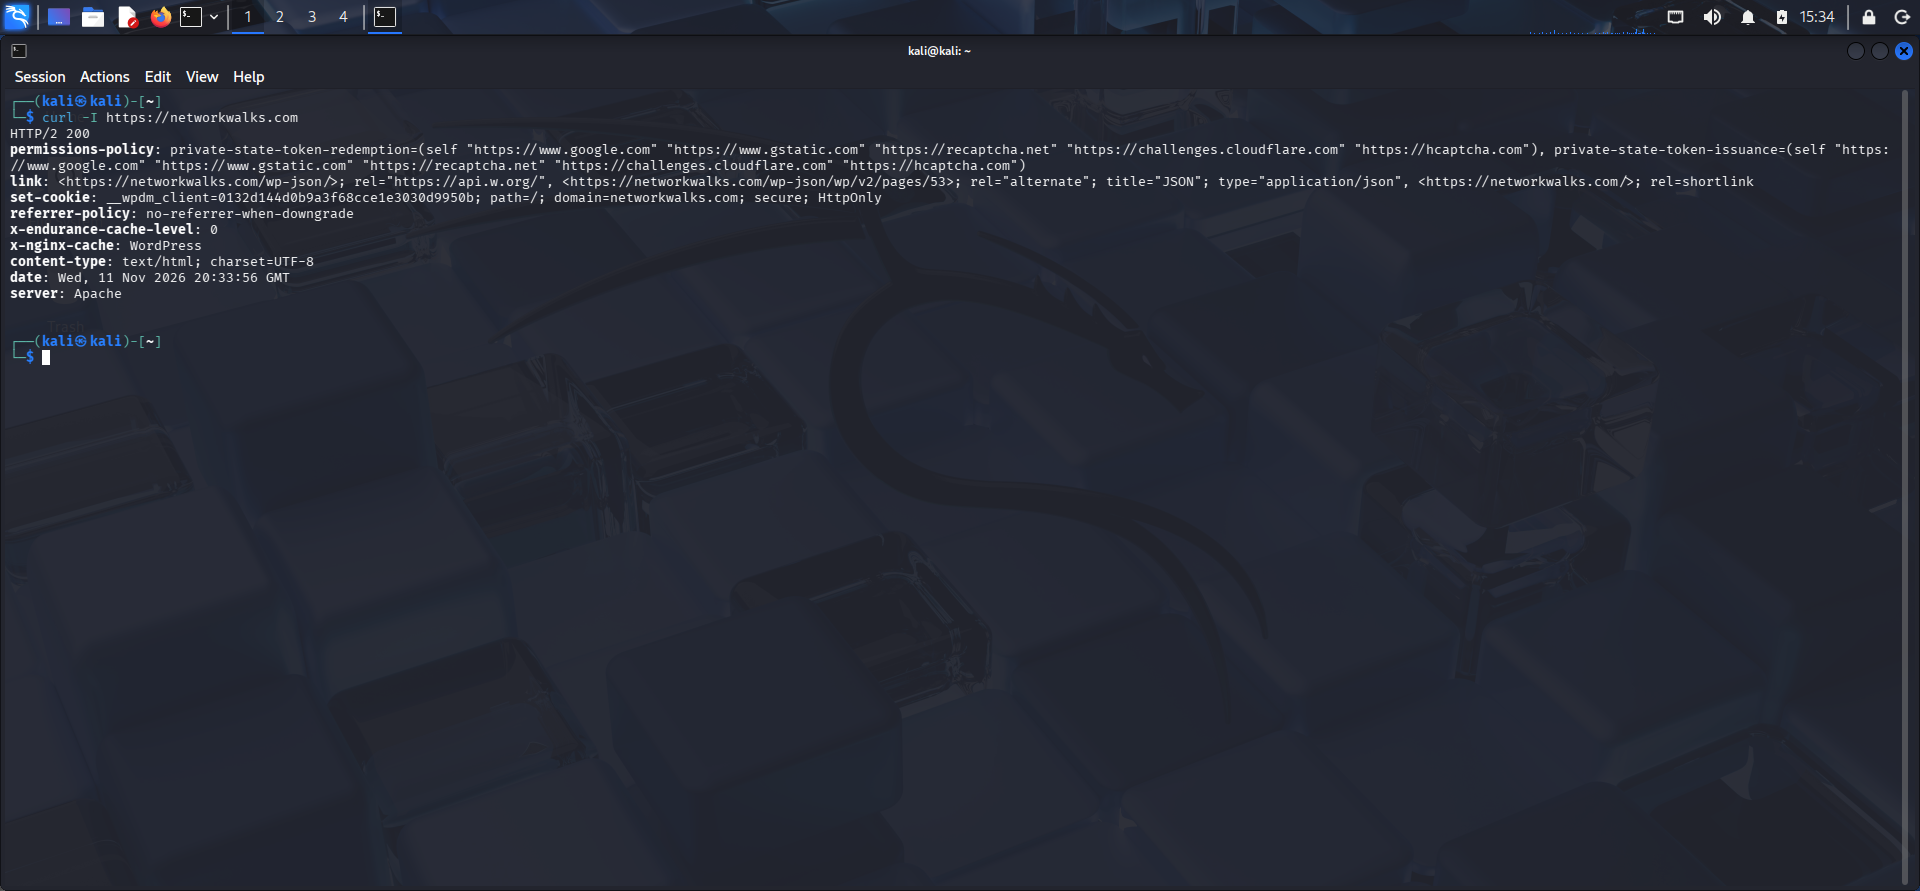 1 2 3 4 15:34
kali@kali: ~
Session Actions Edit View Help
┌──(kali㉿kali)-[~]
└─$ curl -I https://networkwalks.com
HTTP/2 200
permissions-policy: private-state-token-redemption=(self "https://www.google.com" "https://www.gstatic.com" "https://recaptcha.net" "https://challenges.cloudflare.com" "https://hcaptcha.com"), private-state-token-issuance=(self "https:
//www.google.com" "https://www.gstatic.com" "https://recaptcha.net" "https://challenges.cloudflare.com" "https://hcaptcha.com")
link: <https://networkwalks.com/wp-json/>; rel="https://api.w.org/", <https://networkwalks.com/wp-json/wp/v2/pages/53>; rel="alternate"; title="JSON"; type="application/json", <https://networkwalks.com/>; rel=shortlink
set-cookie: __wpdm_client=0132d144d0b9a3f68cce1e3030d9950b; path=/; domain=networkwalks.com; secure; HttpOnly
referrer-policy: no-referrer-when-downgrade
x-endurance-cache-level: 0
x-nginx-cache: WordPress
content-type: text/html; charset=UTF-8
date: Wed, 11 Nov 2026 20:33:56 GMT
server: Apache
Trash
┌──(kali㉿kali)-[~]
└─$